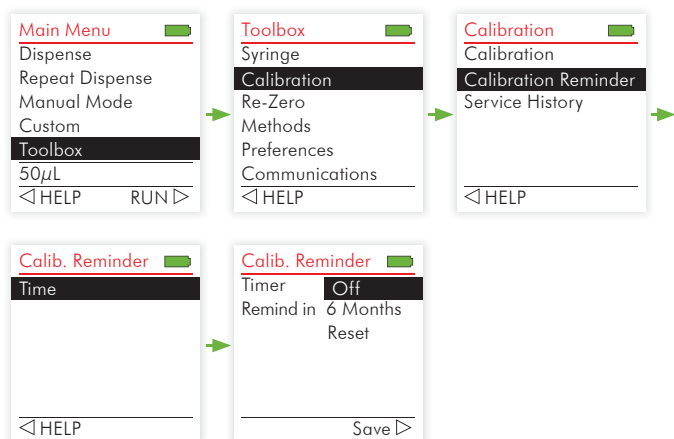 Main Menu
Dispense
Repeat Dispense
Manual Mode
Custom
Toolbox
50µL
HELP RUN
Toolbox
Syringe
Calibration
Re-Zero
Methods
Preferences
Communications
HELP
Calibration
Calibration
Calibration Reminder
Service History
HELP
Calib. Reminder
Time
HELP
Calib. Reminder
Timer Off
Remind in 6 Months
Reset
Save